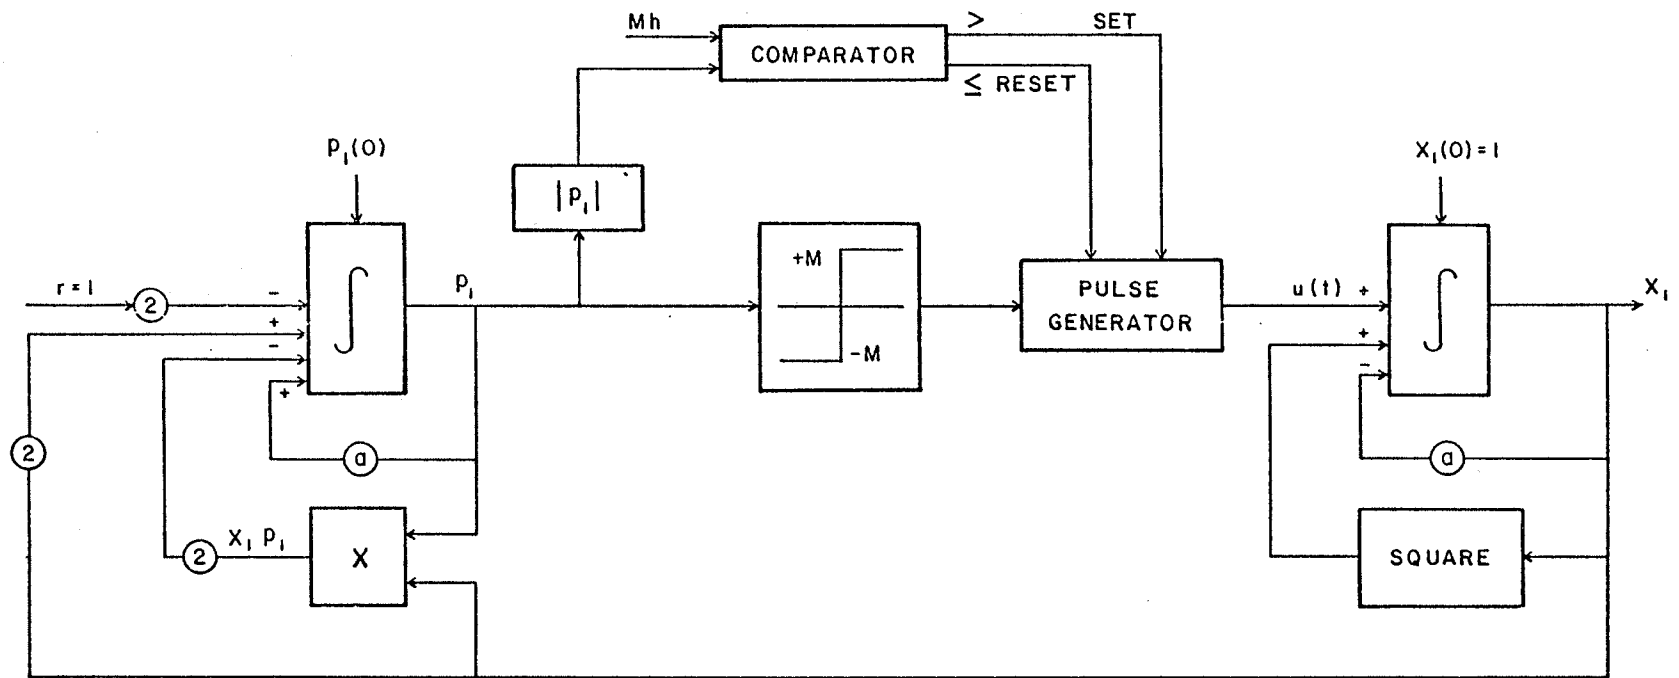 Mh
>
SET
COMPARATOR
≤ RESET
p₁(0)
x₁(0) = 1
|p₁|
r = 1
2
−
+
−
+
∫
p₁
+M
−M
PULSE
GENERATOR
u(t)
+
+
−
∫
x₁
2
a
a
2
x₁ p₁
X
SQUARE